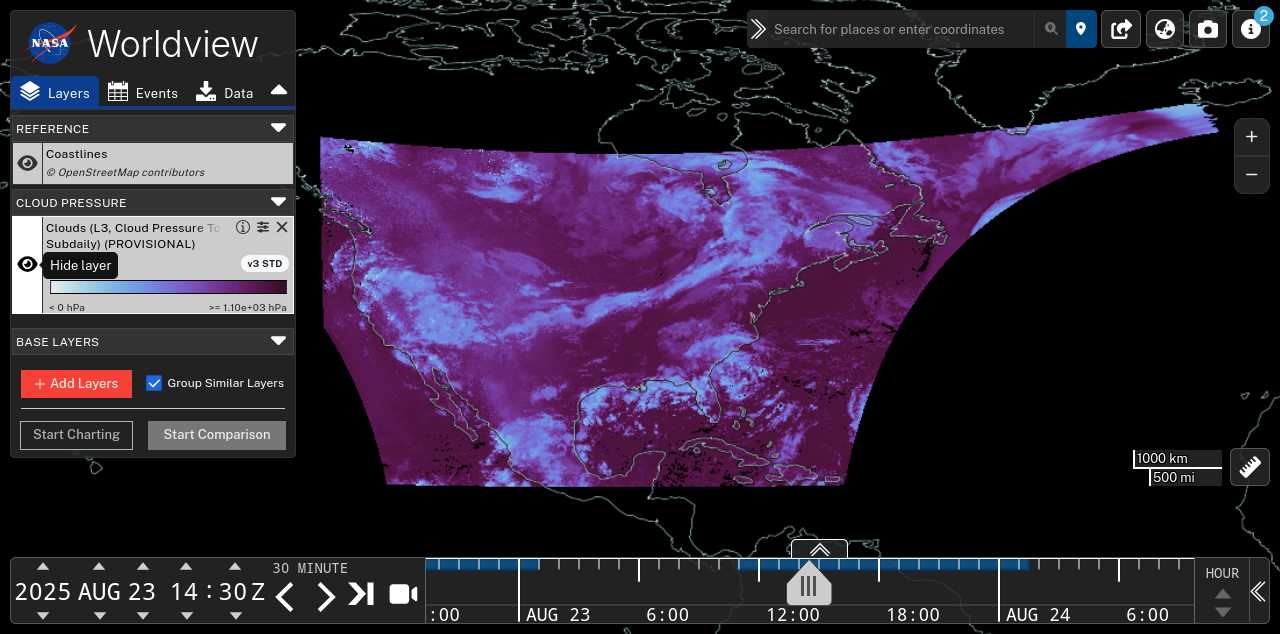 NASA Worldview
Search for places or enter coordinates
2
Layers Events Data
REFERENCE
Coastlines
© OpenStreetMap contributors
CLOUD PRESSURE
Clouds (L3, Cloud Pressure To
Subdaily) (PROVISIONAL)
Hide layer
v3 STD
< 0 hPa >= 1.10e+03 hPa
BASE LAYERS
+ Add Layers Group Similar Layers
Start Charting Start Comparison
+
−
1000 km
500 mi
30 MINUTE
2025 AUG 23 14 : 30 Z
:00 AUG 23 6:00 12:00 18:00 AUG 24 6:00
HOUR